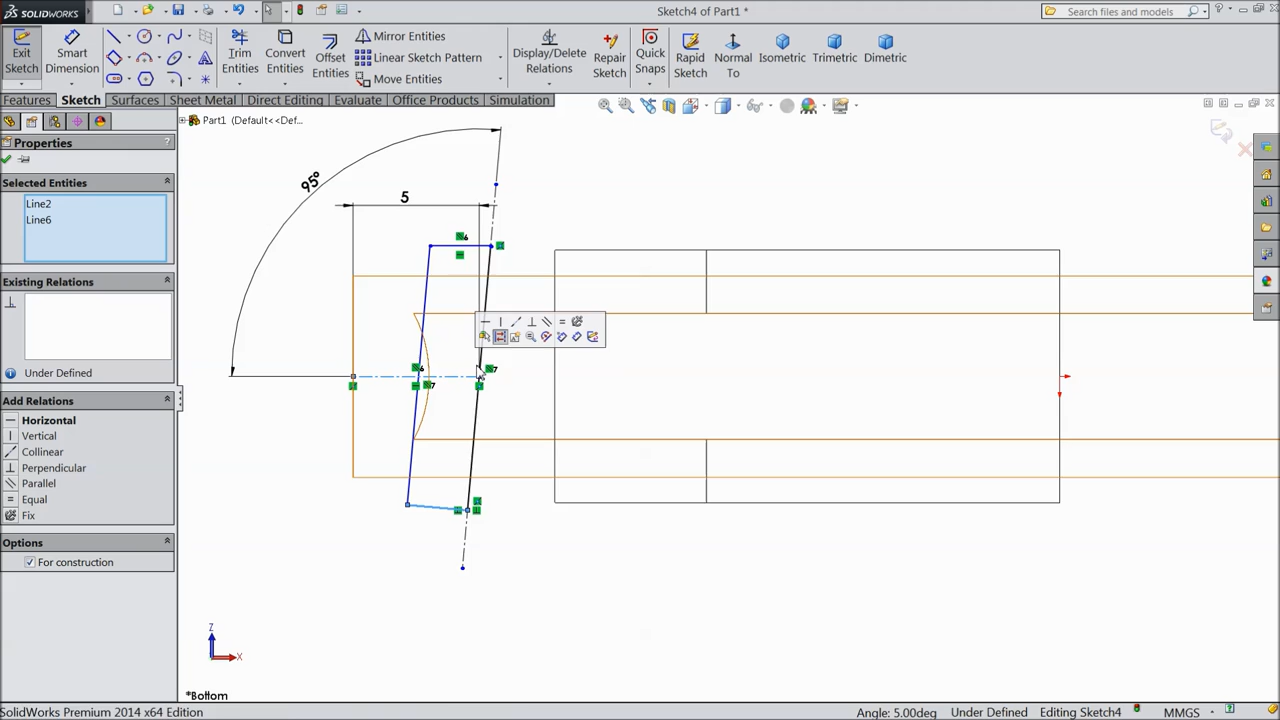 SOLIDWORKS
Sketch4 of Part1 *
Search files and models
Exit Sketch
Smart Dimension
Trim Entities
Convert Entities
Offset Entities
Mirror Entities
Linear Sketch Pattern
Move Entities
Display/Delete Relations
Repair Sketch
Quick Snaps
Rapid Sketch
Normal To
Isometric
Trimetric
Dimetric
Features
Sketch
Surfaces
Sheet Metal
Direct Editing
Evaluate
Office Products
Simulation
Part1 (Default<<Def...
Properties
?
Selected Entities
Line2
Line6
Existing Relations
Under Defined
Add Relations
Horizontal
Vertical
Collinear
Perpendicular
Parallel
Equal
Fix
Options
For construction
95°
5
6
6
7
7
Z
X
*Bottom
SolidWorks Premium 2014 x64 Edition
Angle: 5.00deg
Under Defined
Editing Sketch4
MMGS